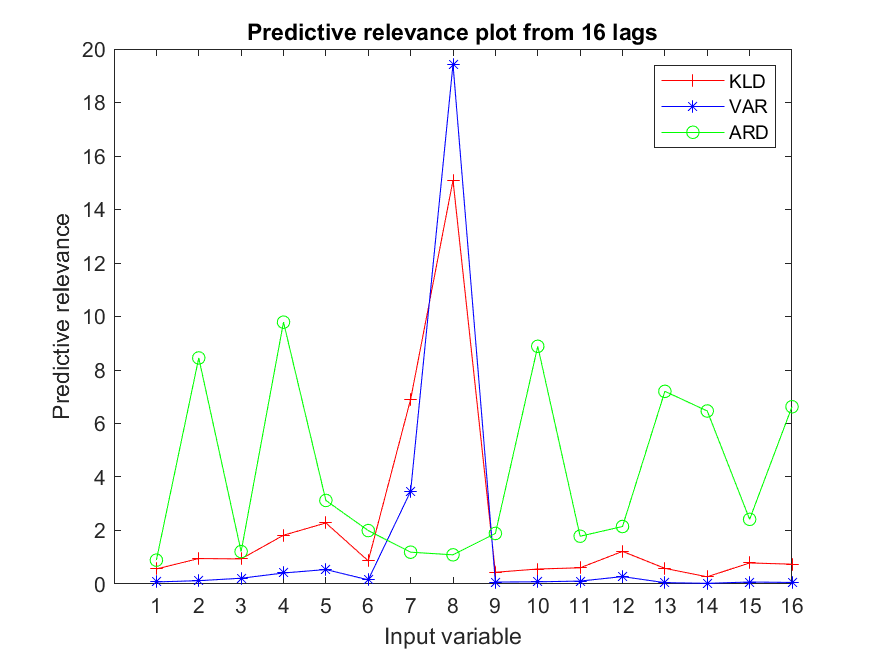 Predictive relevance plot from 16 lags
KLD
VAR
ARD
20
18
16
14
12
10
8
6
4
2
0
Predictive relevance
1 2 3 4 5 6 7 8 9 10 11 12 13 14 15 16
Input variable